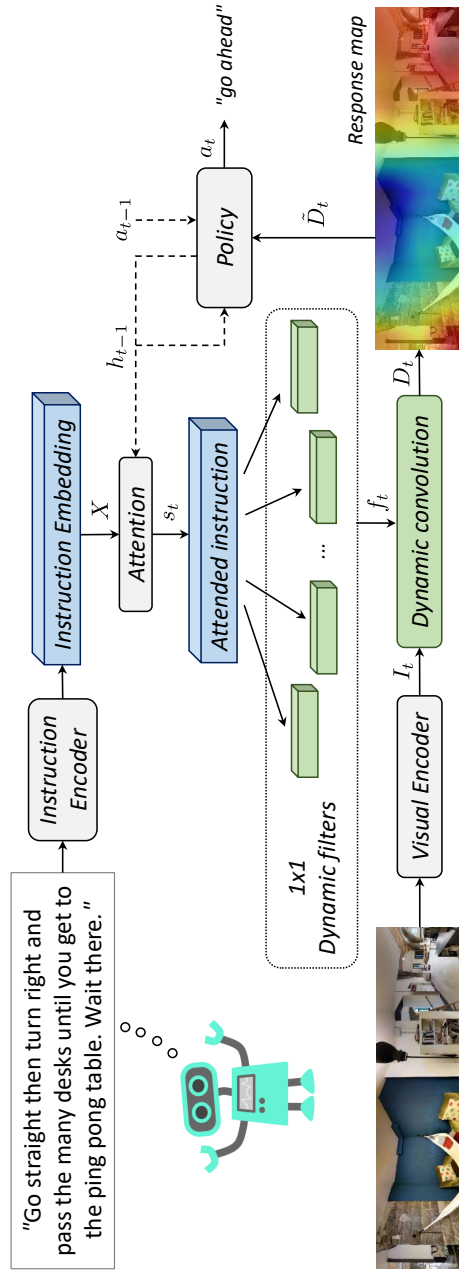 "Go straight then turn right and
pass the many desks until you get to
the ping pong table. Wait there."
Instruction
Encoder
Instruction Embedding
X
Attention
s_t
h_{t−1}
a_{t−1}
Policy
a_t
"go ahead"
Attended instruction
1x1
Dynamic filters
...
f_t
D̃_t
Visual Encoder
I_t
Dynamic convolution
D_t
Response map